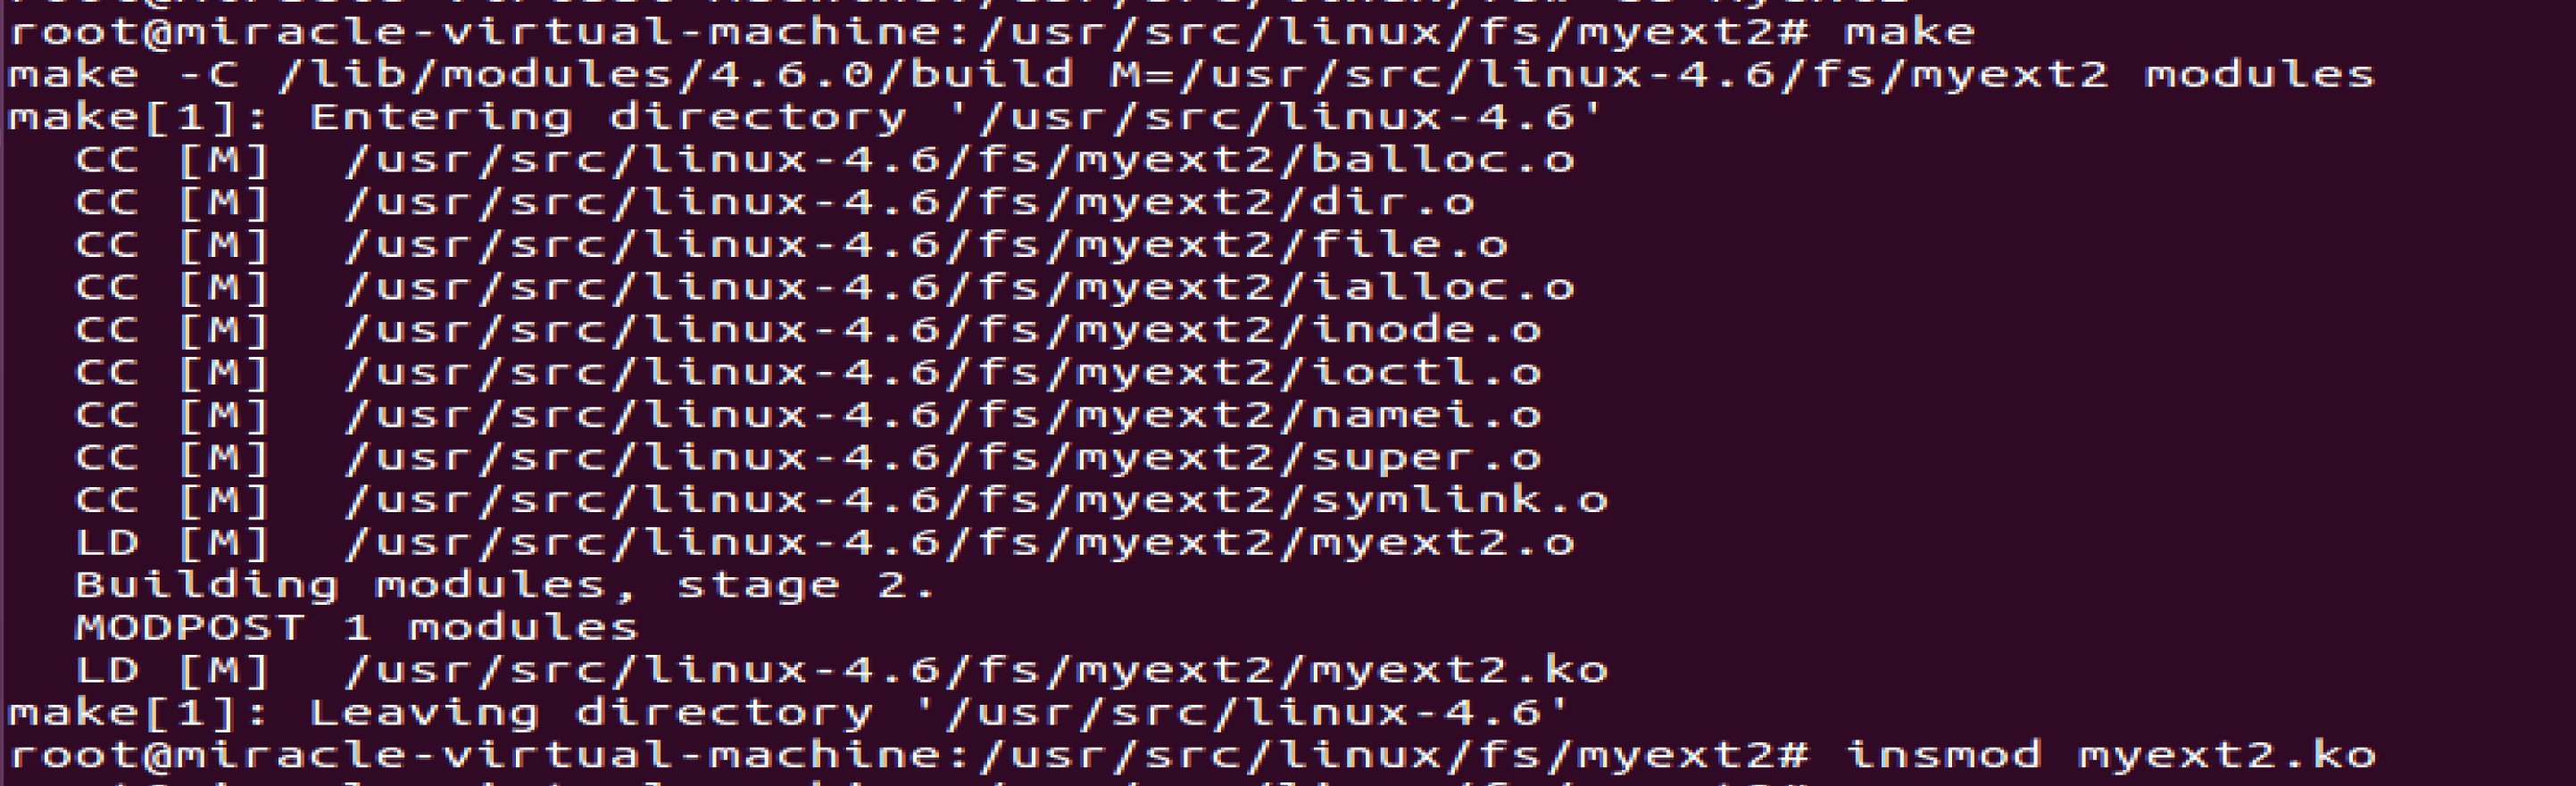 root@miracle-virtual-machine:/usr/src/linux/fs/myext2# make
make -C /lib/modules/4.6.0/build M=/usr/src/linux-4.6/fs/myext2 modules
make[1]: Entering directory '/usr/src/linux-4.6'
  CC [M]  /usr/src/linux-4.6/fs/myext2/balloc.o
  CC [M]  /usr/src/linux-4.6/fs/myext2/dir.o
  CC [M]  /usr/src/linux-4.6/fs/myext2/file.o
  CC [M]  /usr/src/linux-4.6/fs/myext2/ialloc.o
  CC [M]  /usr/src/linux-4.6/fs/myext2/inode.o
  CC [M]  /usr/src/linux-4.6/fs/myext2/ioctl.o
  CC [M]  /usr/src/linux-4.6/fs/myext2/namei.o
  CC [M]  /usr/src/linux-4.6/fs/myext2/super.o
  CC [M]  /usr/src/linux-4.6/fs/myext2/symlink.o
  LD [M]  /usr/src/linux-4.6/fs/myext2/myext2.o
  Building modules, stage 2.
  MODPOST 1 modules
  LD [M]  /usr/src/linux-4.6/fs/myext2/myext2.ko
make[1]: Leaving directory '/usr/src/linux-4.6'
root@miracle-virtual-machine:/usr/src/linux/fs/myext2# insmod myext2.ko